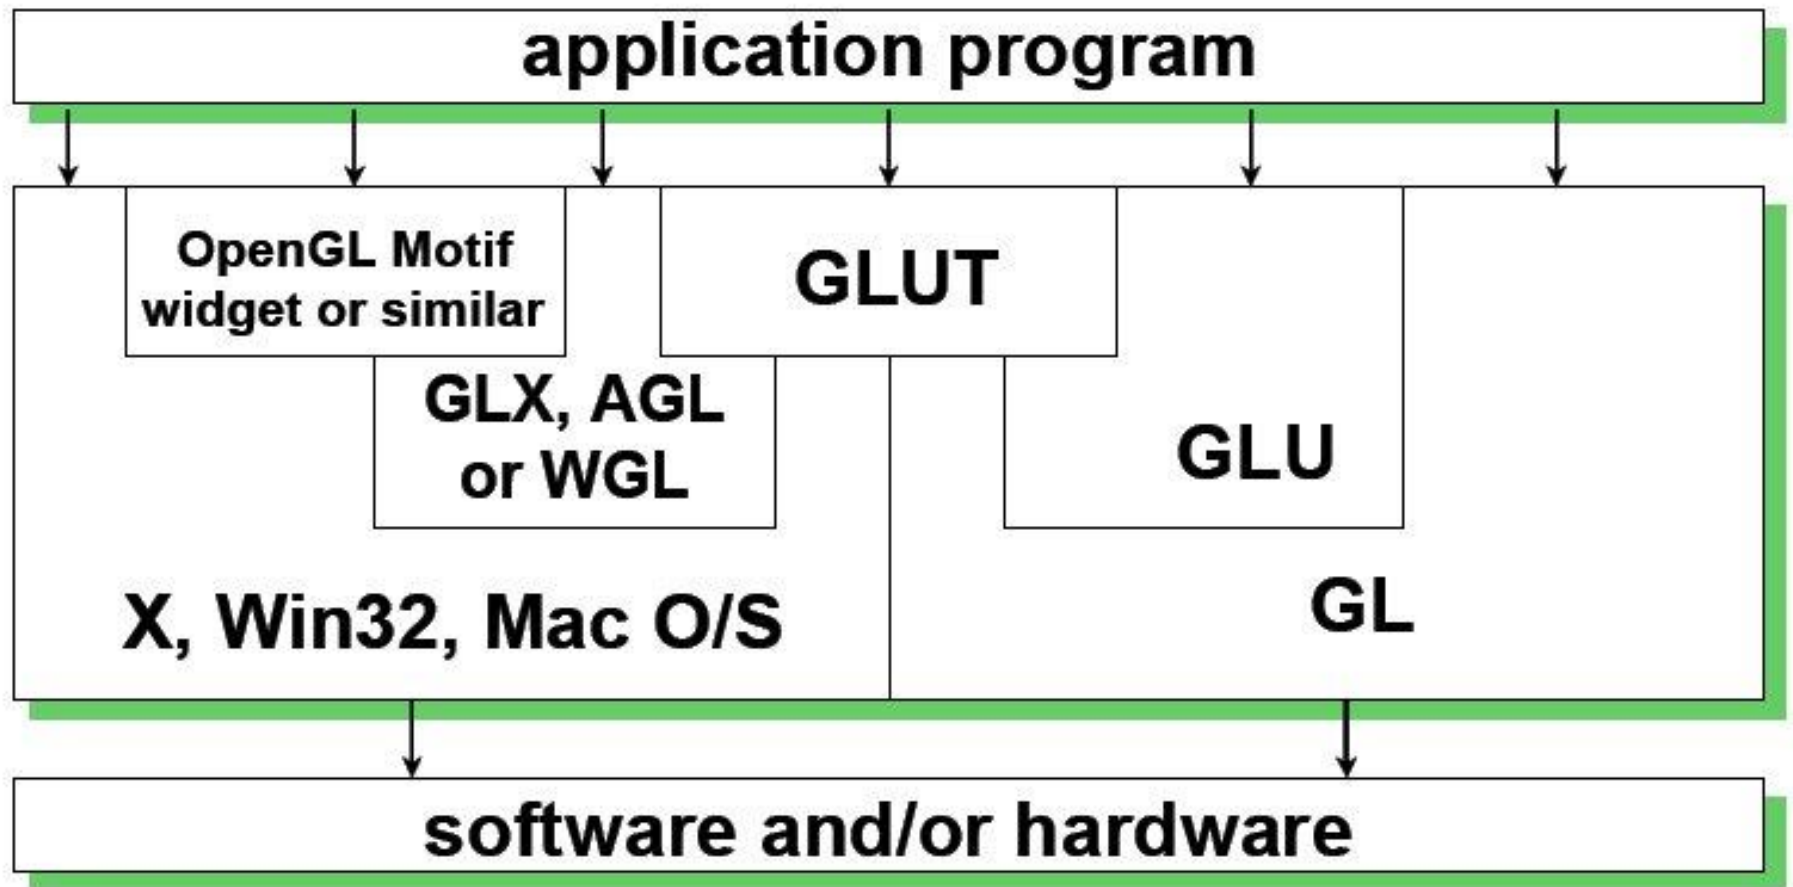 application program
OpenGL Motif
widget or similar
GLUT
GLX, AGL
or WGL
GLU
X, Win32, Mac O/S
GL
software and/or hardware